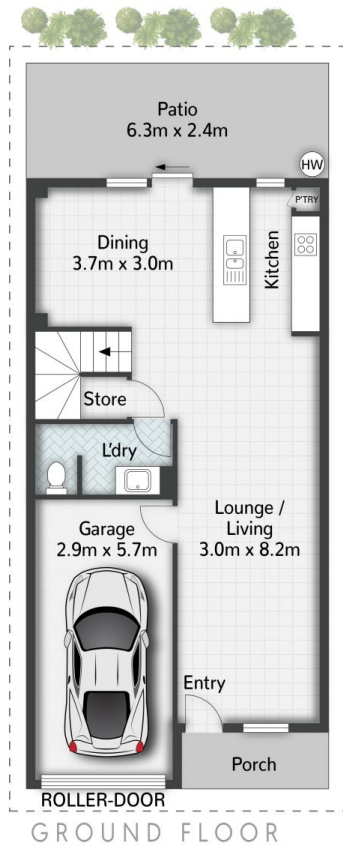 Patio
6.3m x 2.4m
HW
P'TRY
Dining
3.7m x 3.0m
Kitchen
Store
L'dry
Lounge /
Living
3.0m x 8.2m
Garage
2.9m x 5.7m
Entry
Porch
ROLLER-DOOR
GROUND FLOOR